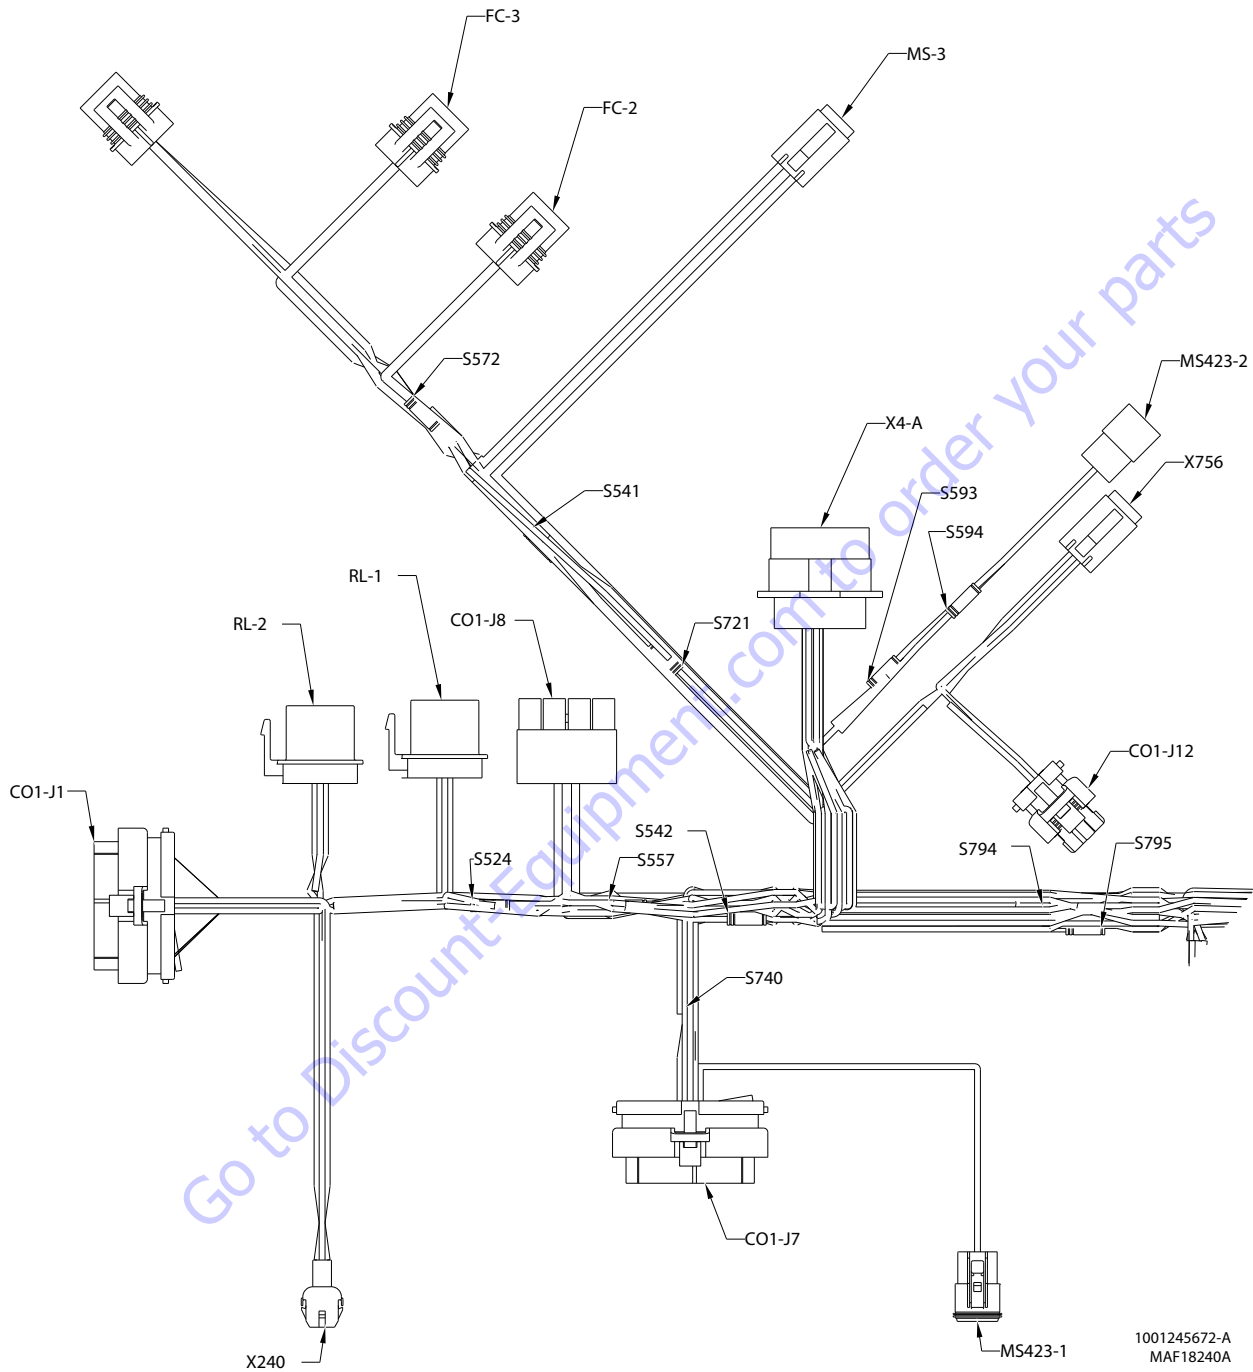 FC-3
MS-3
FC-2
S572
MS423-2
X4-A
X756
S541
S593
S594
RL-1
RL-2
CO1-J8
S721
CO1-J12
CO1-J1
S542
S524
S557
S794
S795
S740
CO1-J7
MS423-1
X240
1001245672-A
MAF18240A
Go to Discount-Equipment.com to order your parts